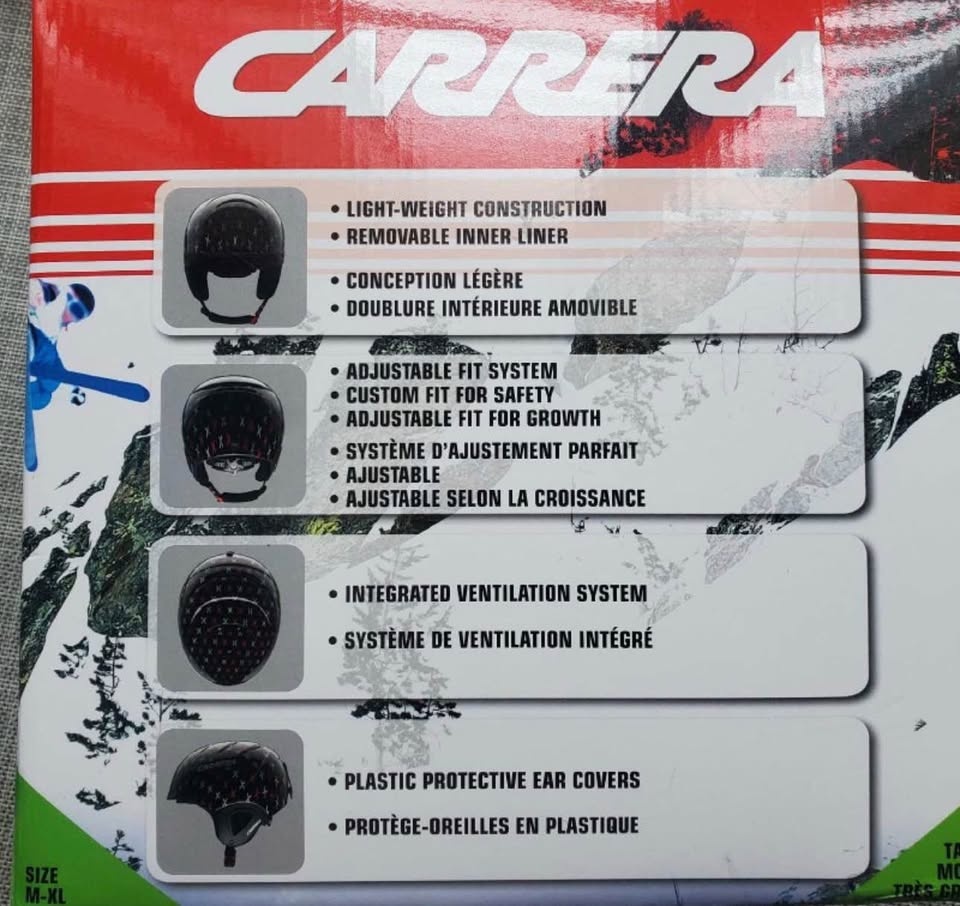 CARRERA
• LIGHT-WEIGHT CONSTRUCTION
• REMOVABLE INNER LINER
• CONCEPTION LÉGÈRE
• DOUBLURE INTÉRIEURE AMOVIBLE
• ADJUSTABLE FIT SYSTEM
• CUSTOM FIT FOR SAFETY
• ADJUSTABLE FIT FOR GROWTH
• SYSTÈME D'AJUSTEMENT PARFAIT
• AJUSTABLE
• AJUSTABLE SELON LA CROISSANCE
• INTEGRATED VENTILATION SYSTEM
• SYSTÈME DE VENTILATION INTÉGRÉ
• PLASTIC PROTECTIVE EAR COVERS
• PROTÈGE-OREILLES EN PLASTIQUE
SIZE
M-XL
TRÈS